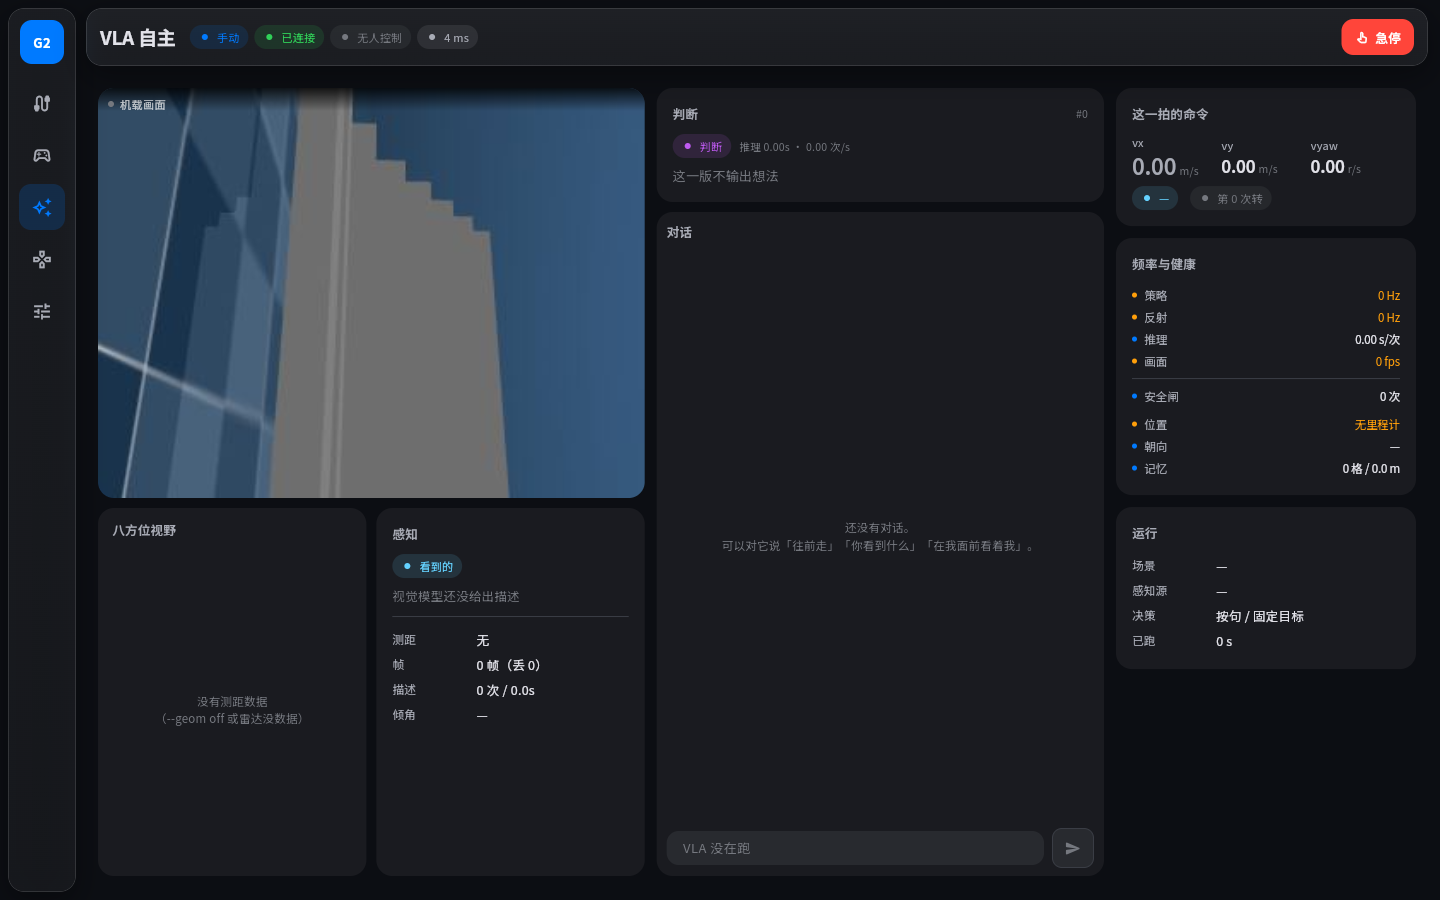 G2
VLA 自主
手动
已连接
无人控制
4 ms
急停
机载画面
判断
#0
判断
推理 0.00s · 0.00 次/s
这一版不输出想法
对话
还没有对话。
可以对它说「往前走」「你看到什么」「在我面前看着我」。
VLA 没在跑
八方位视野
没有测距数据
（--geom off 或雷达没数据）
感知
看到的
视觉模型还没给出描述
测距 无
帧 0 帧（丢 0）
描述 0 次 / 0.0s
倾角 —
这一拍的命令
vx
0.00 m/s
vy
0.00 m/s
vyaw
0.00 r/s
—
第 0 次转
频率与健康
策略 0 Hz
反射 0 Hz
推理 0.00 s/次
画面 0 fps
安全闸 0 次
位置 无里程计
朝向 —
记忆 0 格 / 0.0 m
运行
场景 —
感知源 —
决策 按句 / 固定目标
已跑 0 s